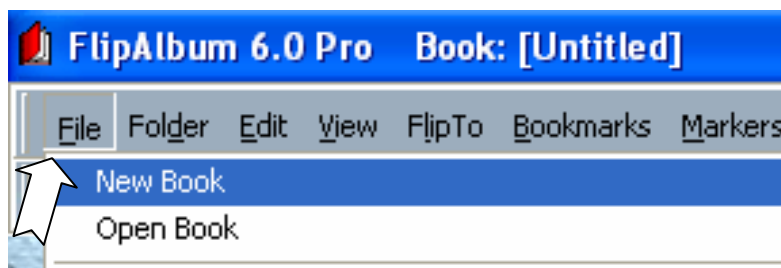 FlipAlbum 6.0 Pro Book: [Untitled]
File Folder Edit View FlipTo Bookmarks Markers
New Book
Open Book